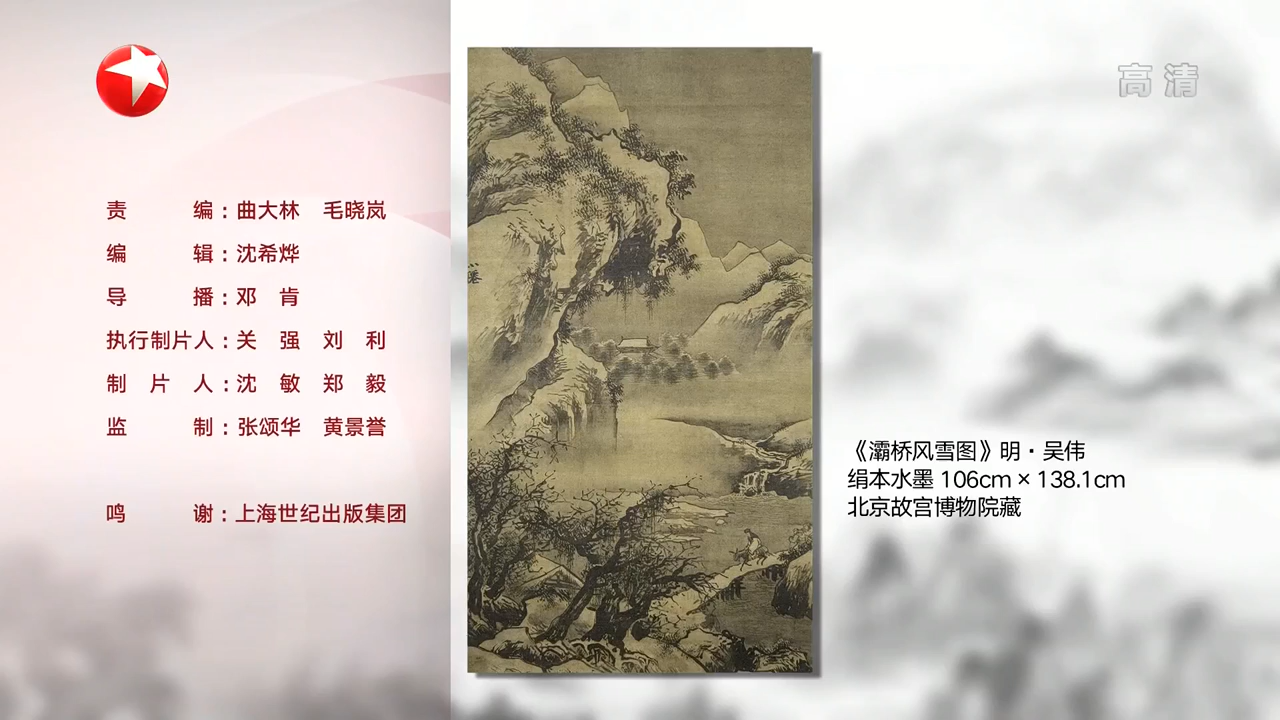 高清
责编：曲大林 毛晓岚
编辑：沈希烨
导播：邓肯
执行制片人：关强 刘利
制片人：沈敏 郑毅
监制：张颂华 黄景誉
鸣谢：上海世纪出版集团
《灞桥风雪图》明·吴伟
绢本水墨 106cm×138.1cm
北京故宫博物院藏